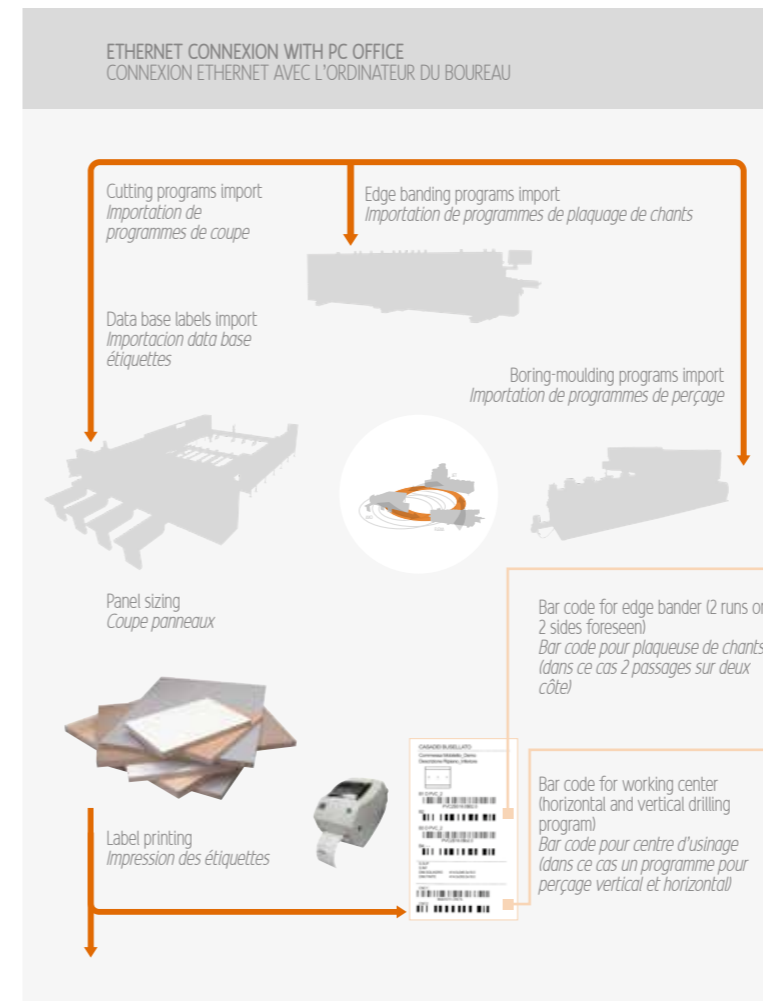 ETHERNET CONNEXION WITH PC OFFICE
CONNEXION ETHERNET AVEC L'ORDINATEUR DU BOUREAU
Cutting programs import
Importation de
programmes de coupe
Edge banding programs import
Importation de programmes de plaquage de chants
Data base labels import
Importacion data base
étiquettes
Boring-moulding programs import
Importation de programmes de perçage
Panel sizing
Coupe panneaux
Bar code for edge bander (2 runs on
2 sides foreseen)
Bar code pour plaqueuse de chants
(dans ce cas 2 passages sur deux
côte)
CASADEI BUSELLATO
Bar code for working center
(horizontal and vertical drilling
program)
Bar code pour centre d'usinage
(dans ce cas un programme pour
perçage vertical et horizontal)
Label printing
Impression des étiquettes